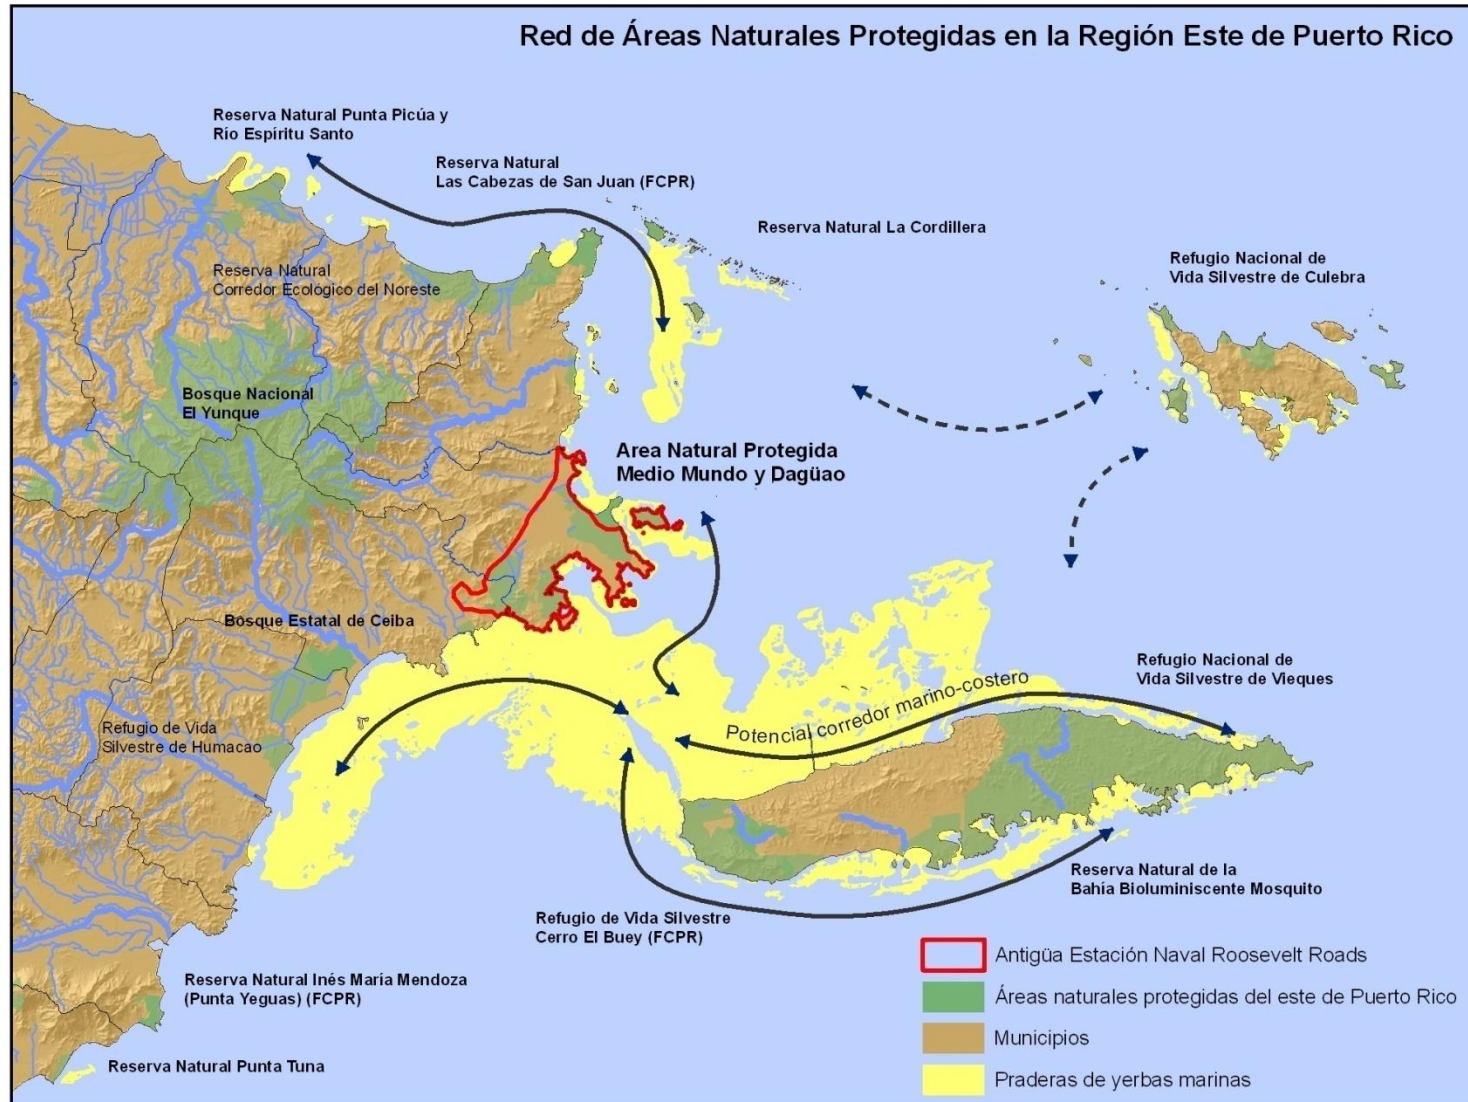 Red de Áreas Naturales Protegidas en la Región Este de Puerto Rico
Reserva Natural Punta Picúa y
Río Espíritu Santo
Reserva Natural
Las Cabezas de San Juan (FCPR)
Reserva Natural La Cordillera
Refugio Nacional de
Vida Silvestre de Culebra
Reserva Natural
Corredor Ecológico del Noreste
Bosque Nacional
El Yunque
Area Natural Protegida
Medio Mundo y Dagüao
Bosque Estatal de Ceiba
Refugio Nacional de
Vida Silvestre de Vieques
Potencial corredor marino-costero
Refugio de Vida
Silvestre de Humacao
Reserva Natural de la
Bahía Bioluminiscente Mosquito
Refugio de Vida Silvestre
Cerro El Buey (FCPR)
Reserva Natural Inés María Mendoza
(Punta Yeguas) (FCPR)
Reserva Natural Punta Tuna
Antigüa Estación Naval Roosevelt Roads
Áreas naturales protegidas del este de Puerto Rico
Municipios
Praderas de yerbas marinas